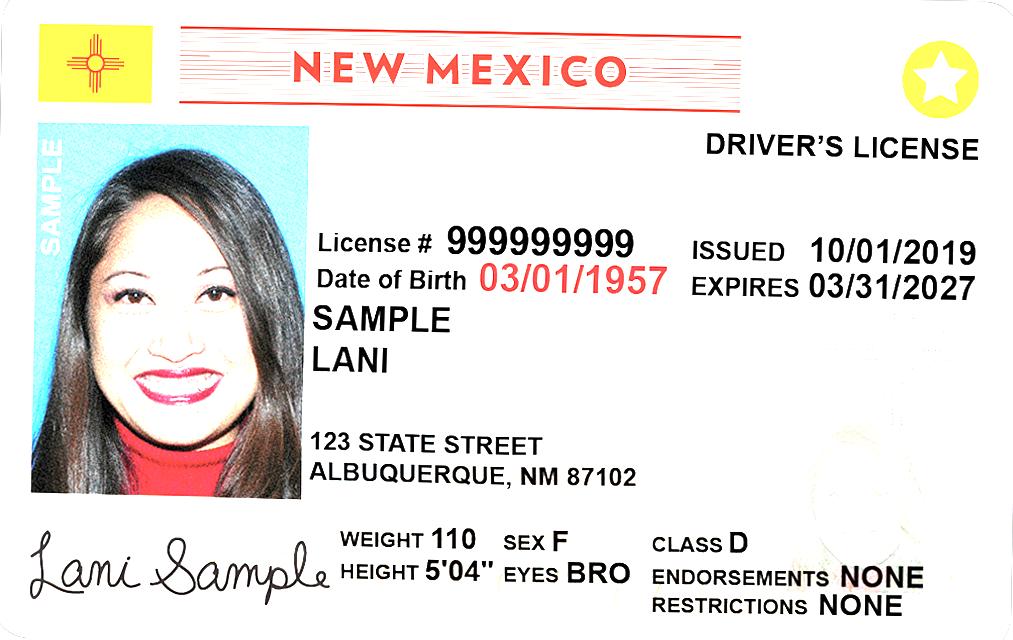 NEW MEXICO
DRIVER'S LICENSE
SAMPLE
License # 999999999
Date of Birth 03/01/1957
ISSUED 10/01/2019
EXPIRES 03/31/2027
SAMPLE
LANI
123 STATE STREET
ALBUQUERQUE, NM 87102
Lani Sample
WEIGHT 110 SEX F
HEIGHT 5'04" EYES BRO
CLASS D
ENDORSEMENTS NONE
RESTRICTIONS NONE